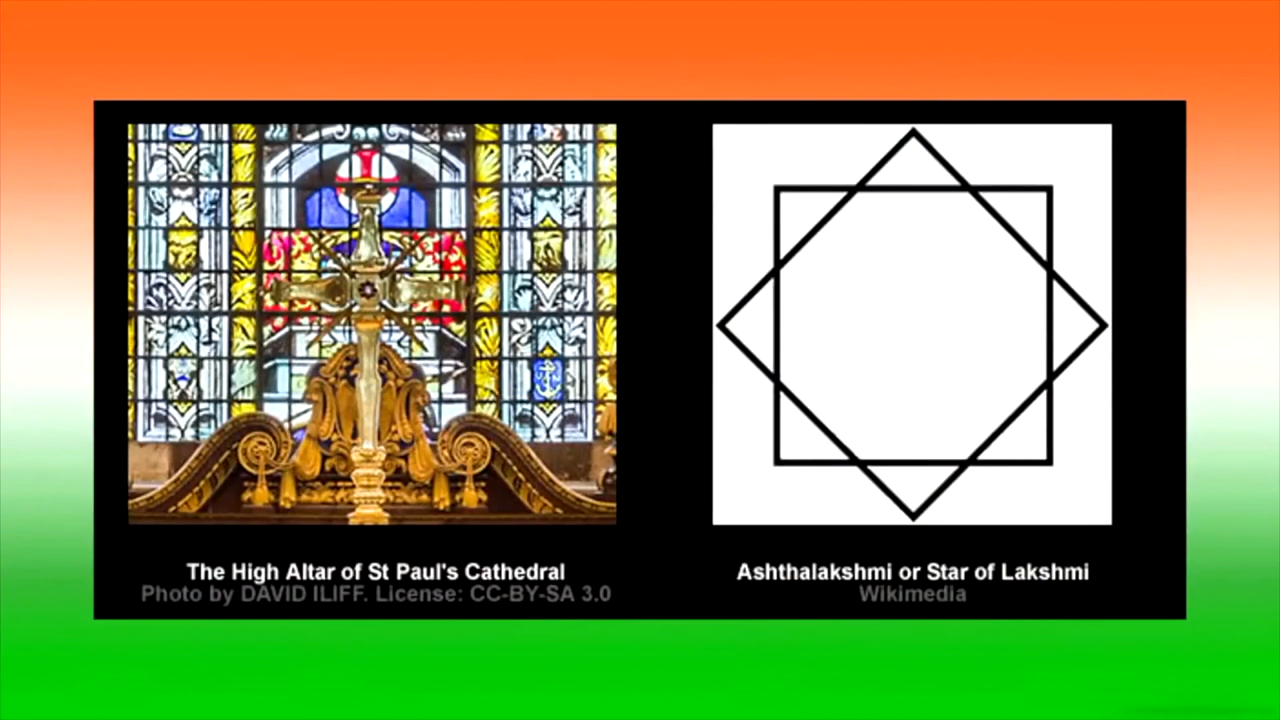 The High Altar of St Paul's Cathedral
Photo by DAVID ILIFF. License: CC-BY-SA 3.0
Ashthalakshmi or Star of Lakshmi
Wikimedia